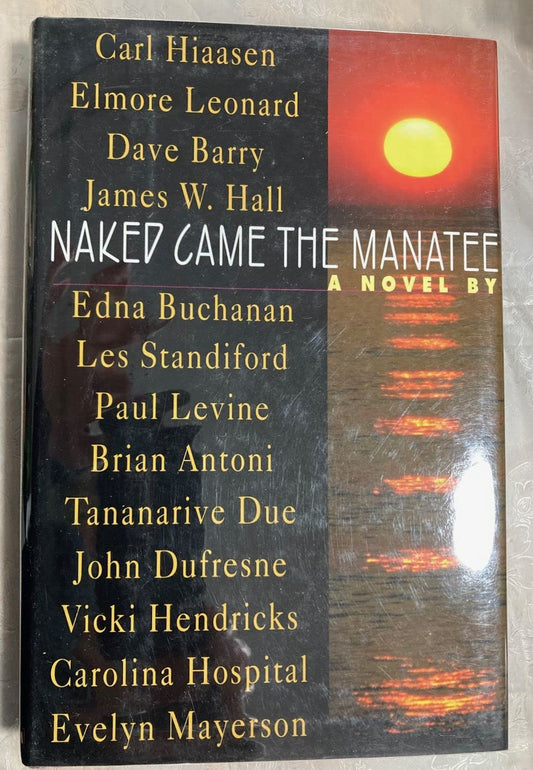 Carl Hiaasen
Elmore Leonard
Dave Barry
James W. Hall
NAKED CAME THE MANATEE
A NOVEL BY
Edna Buchanan
Les Standiford
Paul Levine
Brian Antoni
Tananarive Due
John Dufresne
Vicki Hendricks
Carolina Hospital
Evelyn Mayerson